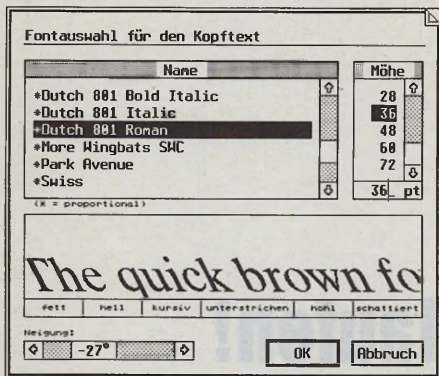 Fontauswahl für den Kopftext
Name
Möhe
*Dutch 801 Bold Italic
*Dutch 801 Italic
*Dutch 801 Roman
*More Wingbats SWC
*Park Avenue
*Swiss
28
36
48
60
72
36_ pt
(* = proportional)
The quick brown fo
fett hell kursiv unterstrichen hohl schattiert
Neigung:
-27°
OK Abbruch